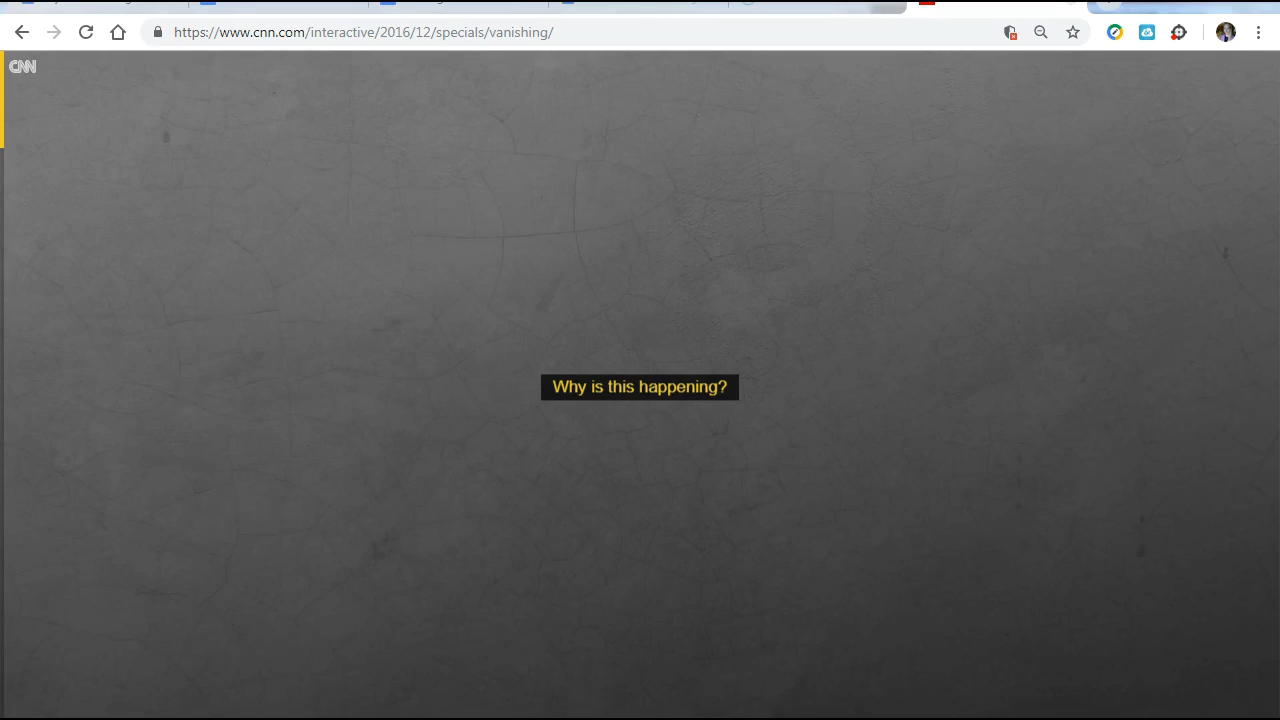 https://www.cnn.com/interactive/2016/12/specials/vanishing/
CNN
Why is this happening?